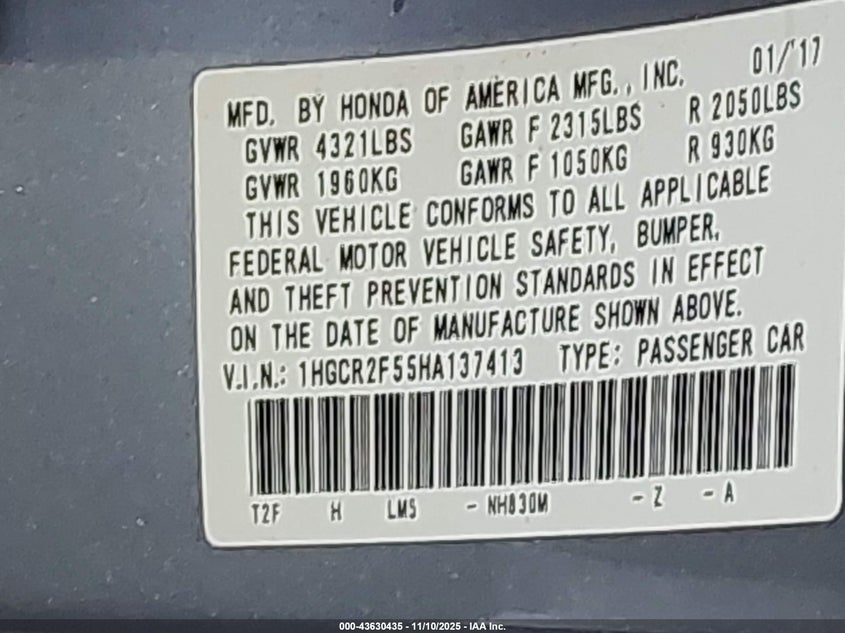 MFD. BY HONDA OF AMERICA MFG., INC. 01/'17
GVWR 4321LBS GAWR F 2315LBS R 2050LBS
GVWR 1960KG GAWR F 1050KG R 930KG
THIS VEHICLE CONFORMS TO ALL APPLICABLE
FEDERAL MOTOR VEHICLE SAFETY, BUMPER,
AND THEFT PREVENTION STANDARDS IN EFFECT
ON THE DATE OF MANUFACTURE SHOWN ABOVE.
V.I.N.: 1HGCR2F55HA137413 TYPE: PASSENGER CAR
T2F H LMS - NH830M - Z - A
000-43630435 - 11/10/2025 - IAA Inc.